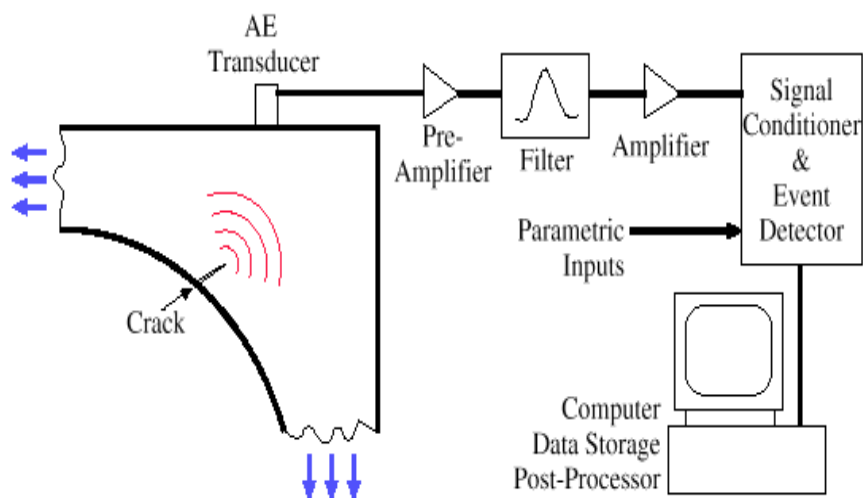 AE
Transducer
Pre-
Amplifier
Filter
Amplifier
Signal
Conditioner
&
Event
Detector
Parametric
Inputs
Crack
Computer
Data Storage
Post-Processor